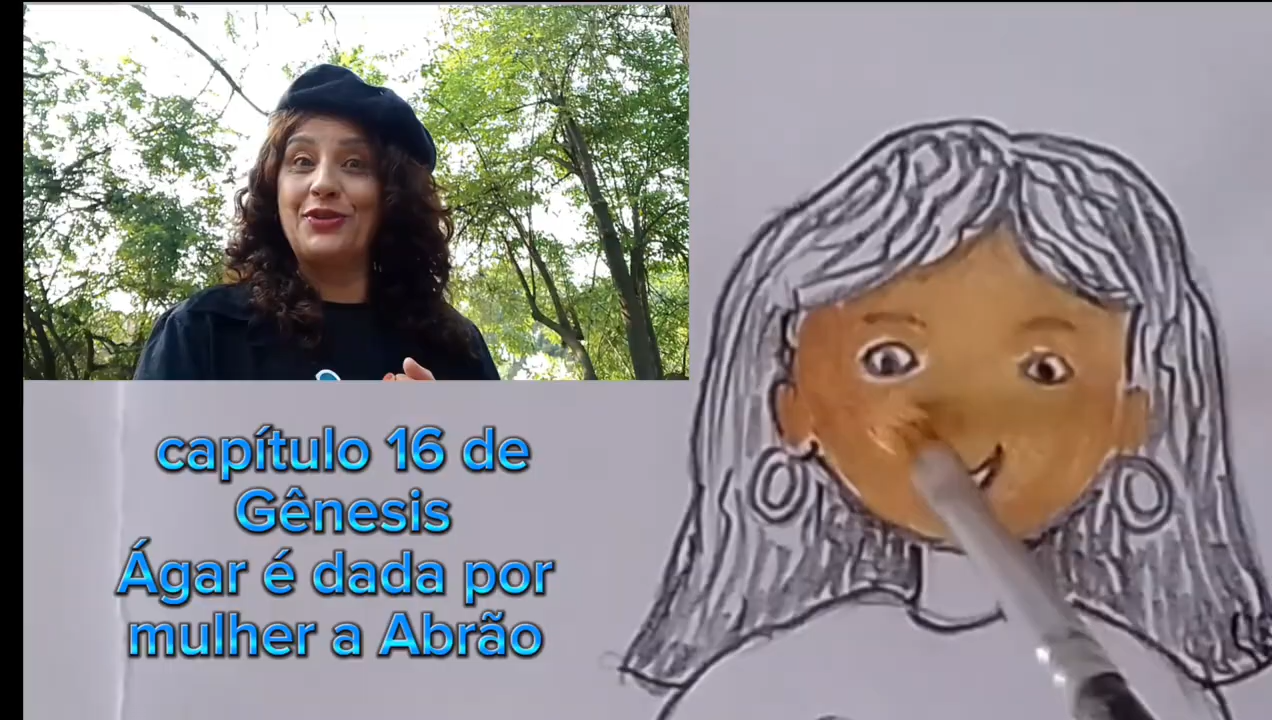 capítulo 16 de
Gênesis
Ágar é dada por
mulher a Abrão